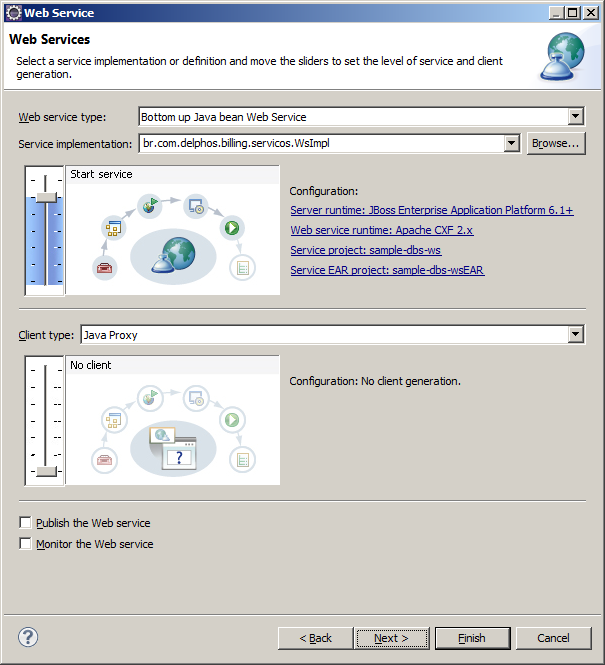 Web Service
Web Services
Select a service implementation or definition and move the sliders to set the level of service and client
generation.
Web service type: Bottom up Java bean Web Service
Service implementation: br.com.delphos.billing.servicos.WsImpl Browse...
Start service
Configuration:
Server runtime: JBoss Enterprise Application Platform 6.1+
Web service runtime: Apache CXF 2.x
Service project: sample-dbs-ws
Service EAR project: sample-dbs-wsEAR
Client type: Java Proxy
No client
Configuration: No client generation.
?
Publish the Web service
Monitor the Web service
? < Back Next > Finish Cancel